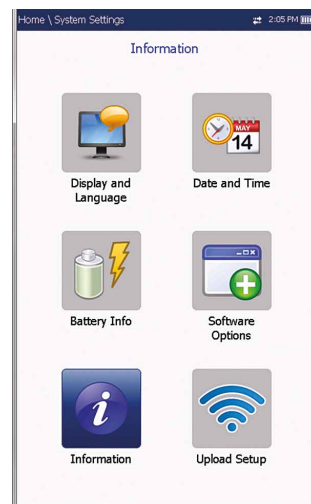 Home \ System Settings 2:05 PM
Information
Display and
Language
Date and Time
MAY
14
Battery Info
Software
Options
i
Information
Upload Setup